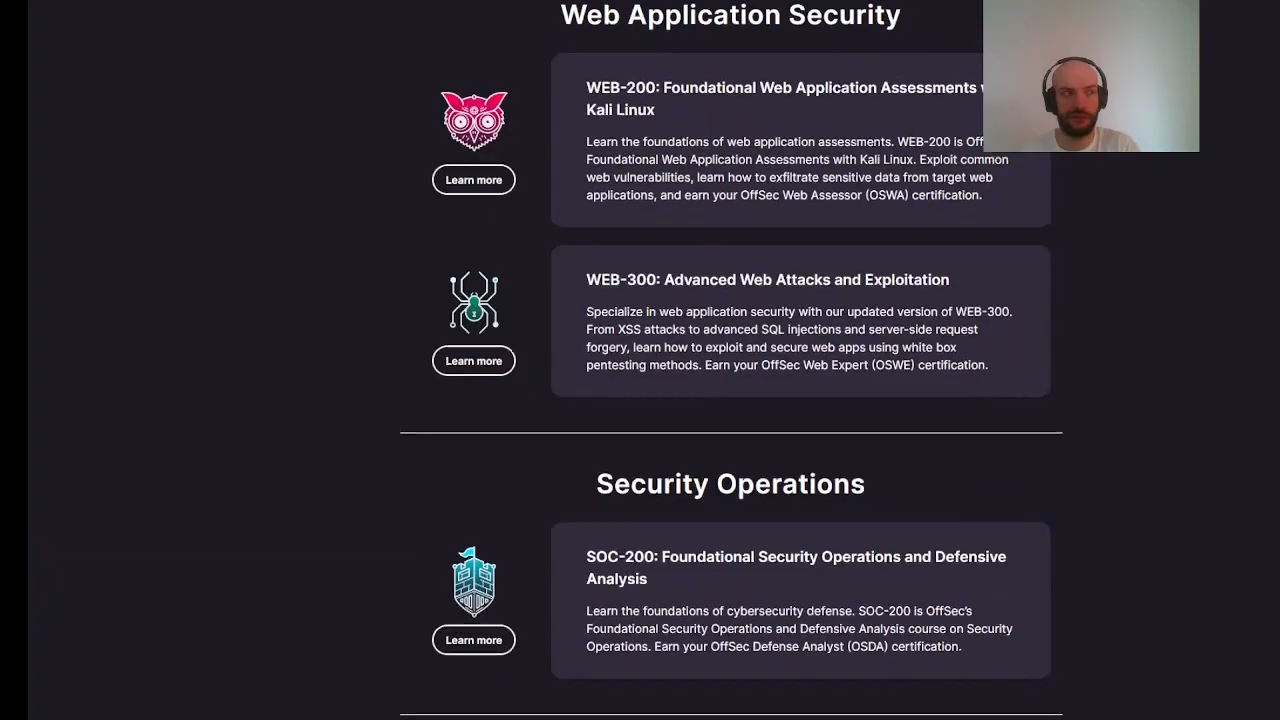 Web Application Security
WEB-200: Foundational Web Application Assessments
Kali Linux
Learn the foundations of web application assessments. WEB-200 is
Foundational Web Application Assessments with Kali Linux. Exploit common
web vulnerabilities, learn how to exfiltrate sensitive data from target web
applications, and earn your OffSec Web Assessor (OSWA) certification.
Learn more
WEB-300: Advanced Web Attacks and Exploitation
Specialize in web application security with our updated version of WEB-300.
From XSS attacks to advanced SQL injections and server-side request
forgery, learn how to exploit and secure web apps using white box
pentesting methods. Earn your OffSec Web Expert (OSWE) certification.
Learn more
Security Operations
SOC-200: Foundational Security Operations and Defensive
Analysis
Learn the foundations of cybersecurity defense. SOC-200 is OffSec's
Foundational Security Operations and Defensive Analysis course on Security
Operations. Earn your OffSec Defense Analyst (OSDA) certification.
Learn more